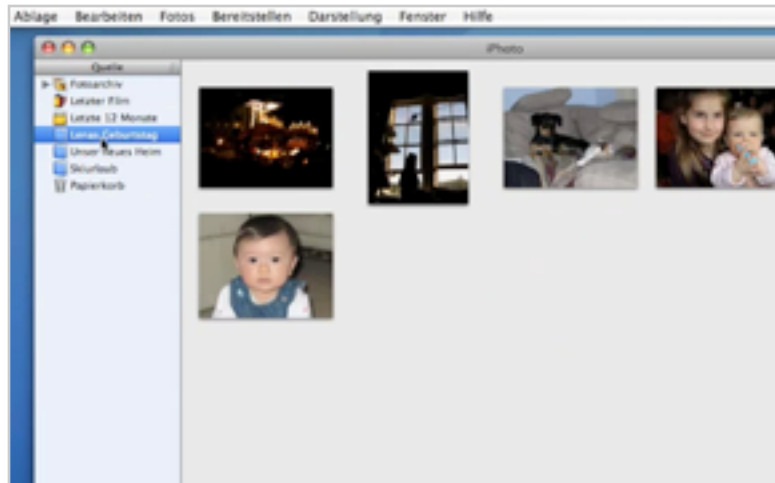 Ablage Bearbeiten Fotos Bereitstellen Darstellung Fenster Hilfe
iPhoto
Quelle
Fotoarchiv
Letzter Film
Letzte 12 Monate
Lenas Geburtstag
Unser Neues Heim
Skiurlaub
Papierkorb